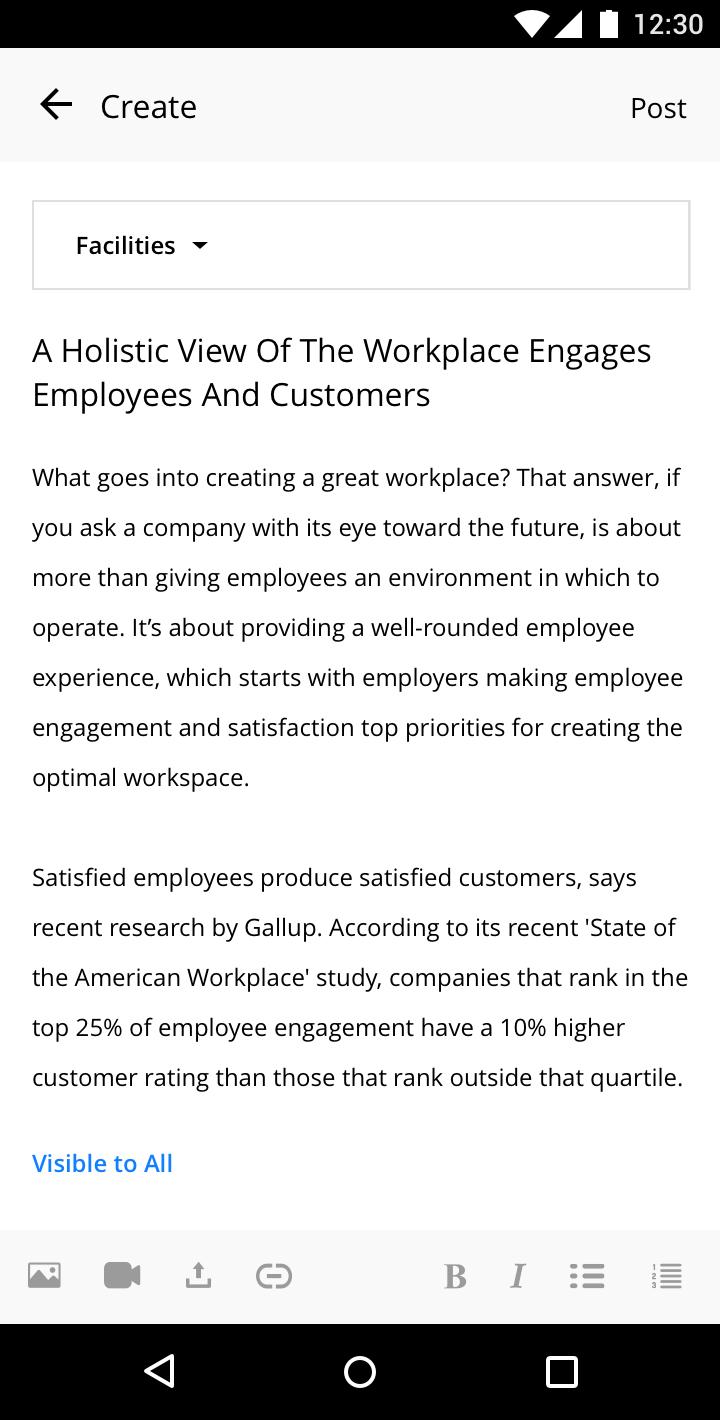 12:30
Create
Post
Facilities
A Holistic View Of The Workplace Engages
Employees And Customers
What goes into creating a great workplace? That answer, if
you ask a company with its eye toward the future, is about
more than giving employees an environment in which to
operate. It’s about providing a well-rounded employee
experience, which starts with employers making employee
engagement and satisfaction top priorities for creating the
optimal workspace.
Satisfied employees produce satisfied customers, says
recent research by Gallup. According to its recent 'State of
the American Workplace' study, companies that rank in the
top 25% of employee engagement have a 10% higher
customer rating than those that rank outside that quartile.
Visible to All
B I
1
2
3